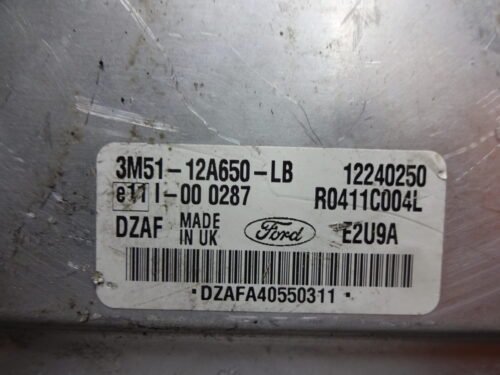 3M51-12A650-LB 12240250
e11 I-00 0287 R0411C004L
DZAF MADE IN UK Ford E2U9A
· DZAFA40550311 ·